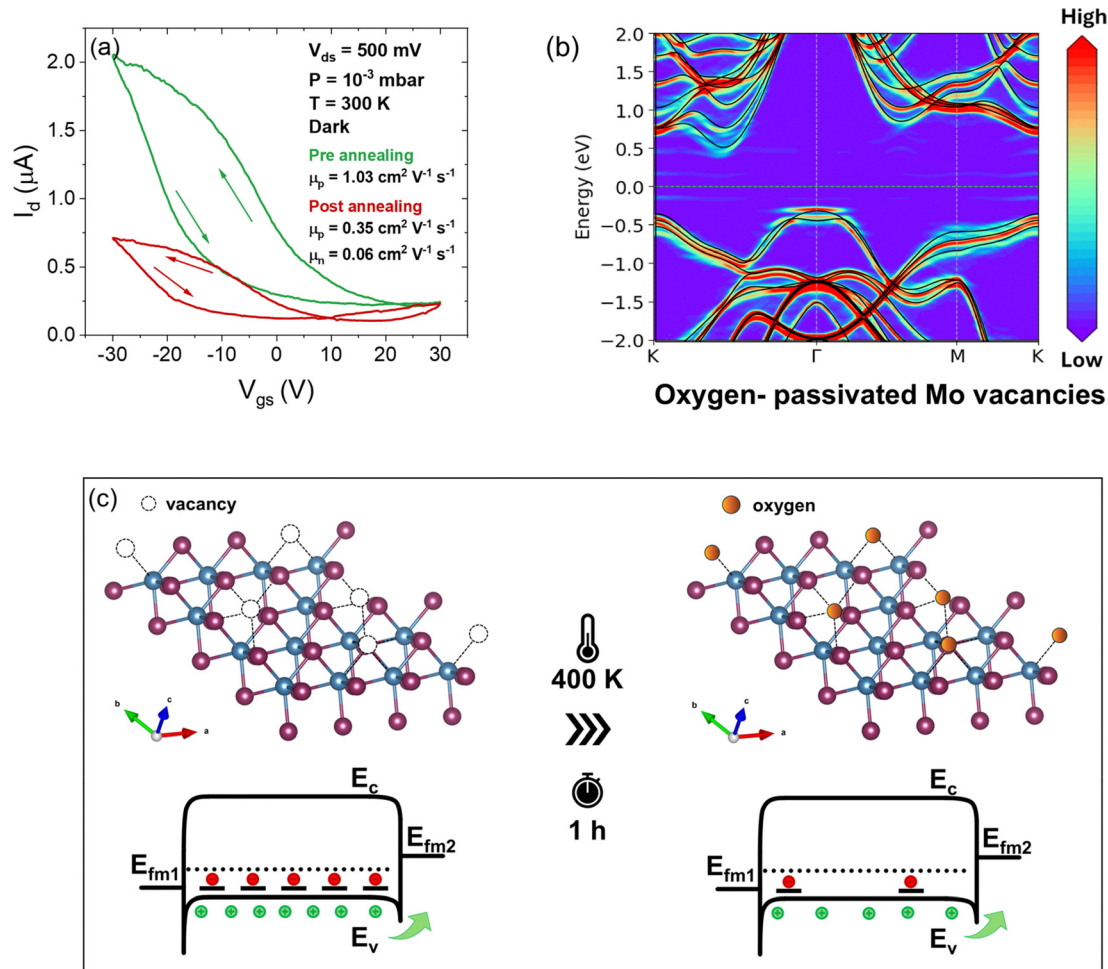 (a)
V_ds = 500 mV
P = 10⁻³ mbar
T = 300 K
Dark
Pre annealing
μ_p = 1.03 cm² V⁻¹ s⁻¹
Post annealing
μ_p = 0.35 cm² V⁻¹ s⁻¹
μ_n = 0.06 cm² V⁻¹ s⁻¹
I_d (μA)
2.0
1.5
1.0
0.5
0.0
-30
-20
-10
0
10
20
30
V_gs (V)
(b)
Energy (eV)
2.0
1.5
1.0
0.5
0.0
-0.5
-1.0
-1.5
-2.0
K
Γ
M
K
High
Low
Oxygen- passivated Mo vacancies
(c)
vacancy
b
c
a
400 K
1 h
oxygen
b
c
a
E_c
E_fm1
E_fm2
E_v
E_c
E_fm1
E_fm2
E_v